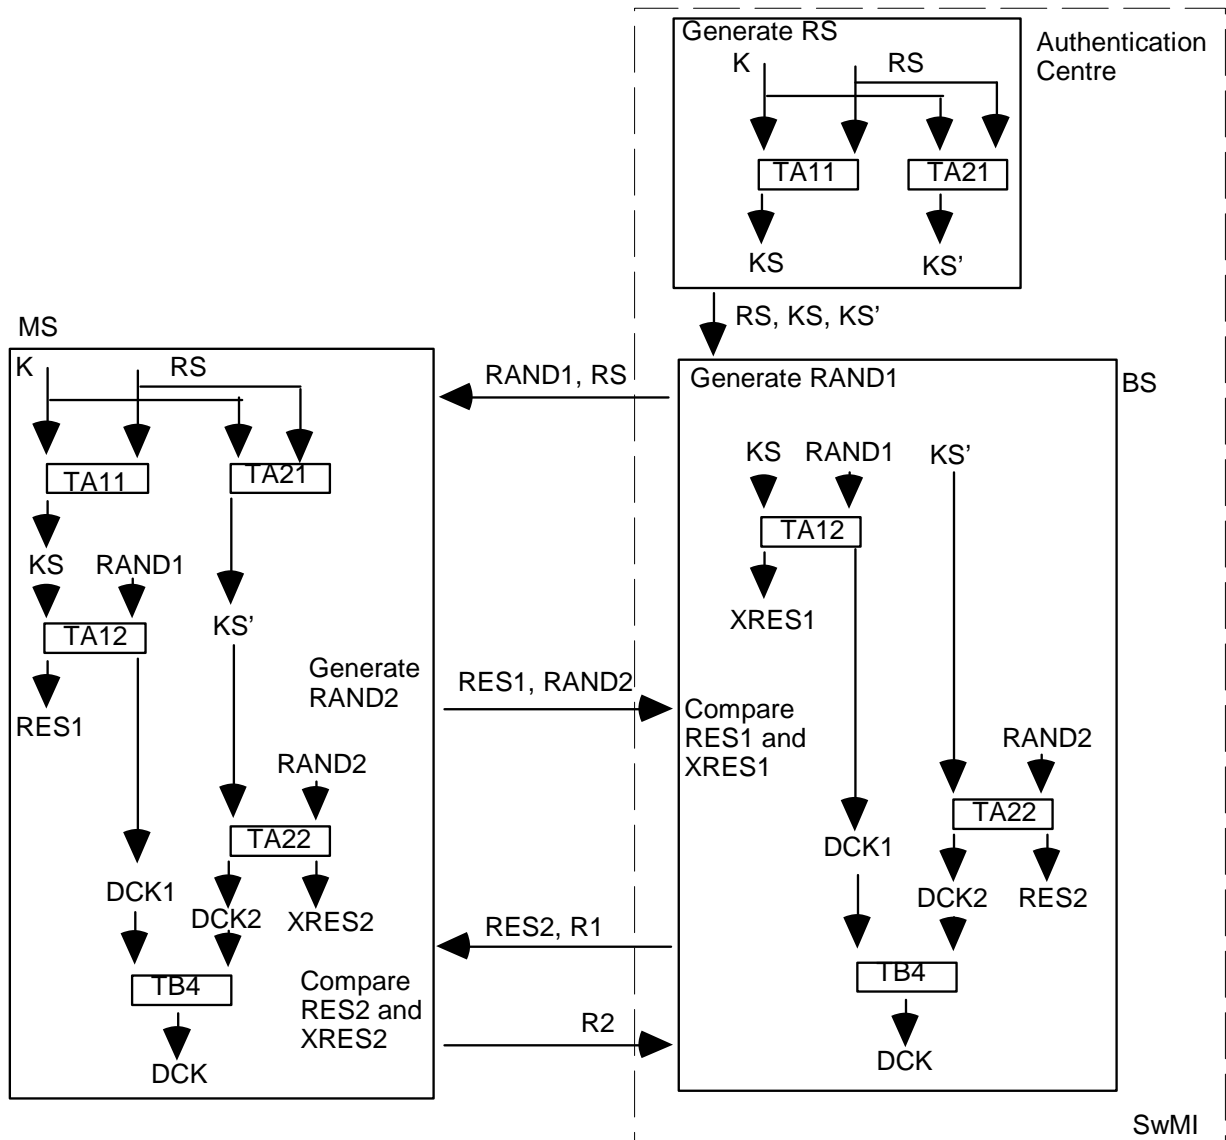 Generate RS
K
RS
TA11
TA21
KS
KS’
Authentication
Centre
RS, KS, KS’
MS
K
RS
TA11
TA21
KS
RAND1
TA12
KS’
RES1
Generate
RAND2
RAND2
TA22
DCK1
DCK2
XRES2
TB4
DCK
Compare
RES2 and
XRES2
RAND1, RS
RES1, RAND2
RES2, R1
R2
Generate RAND1
BS
KS
RAND1
KS’
TA12
XRES1
Compare
RES1 and
XRES1
RAND2
TA22
DCK1
DCK2
RES2
TB4
DCK
SwMI